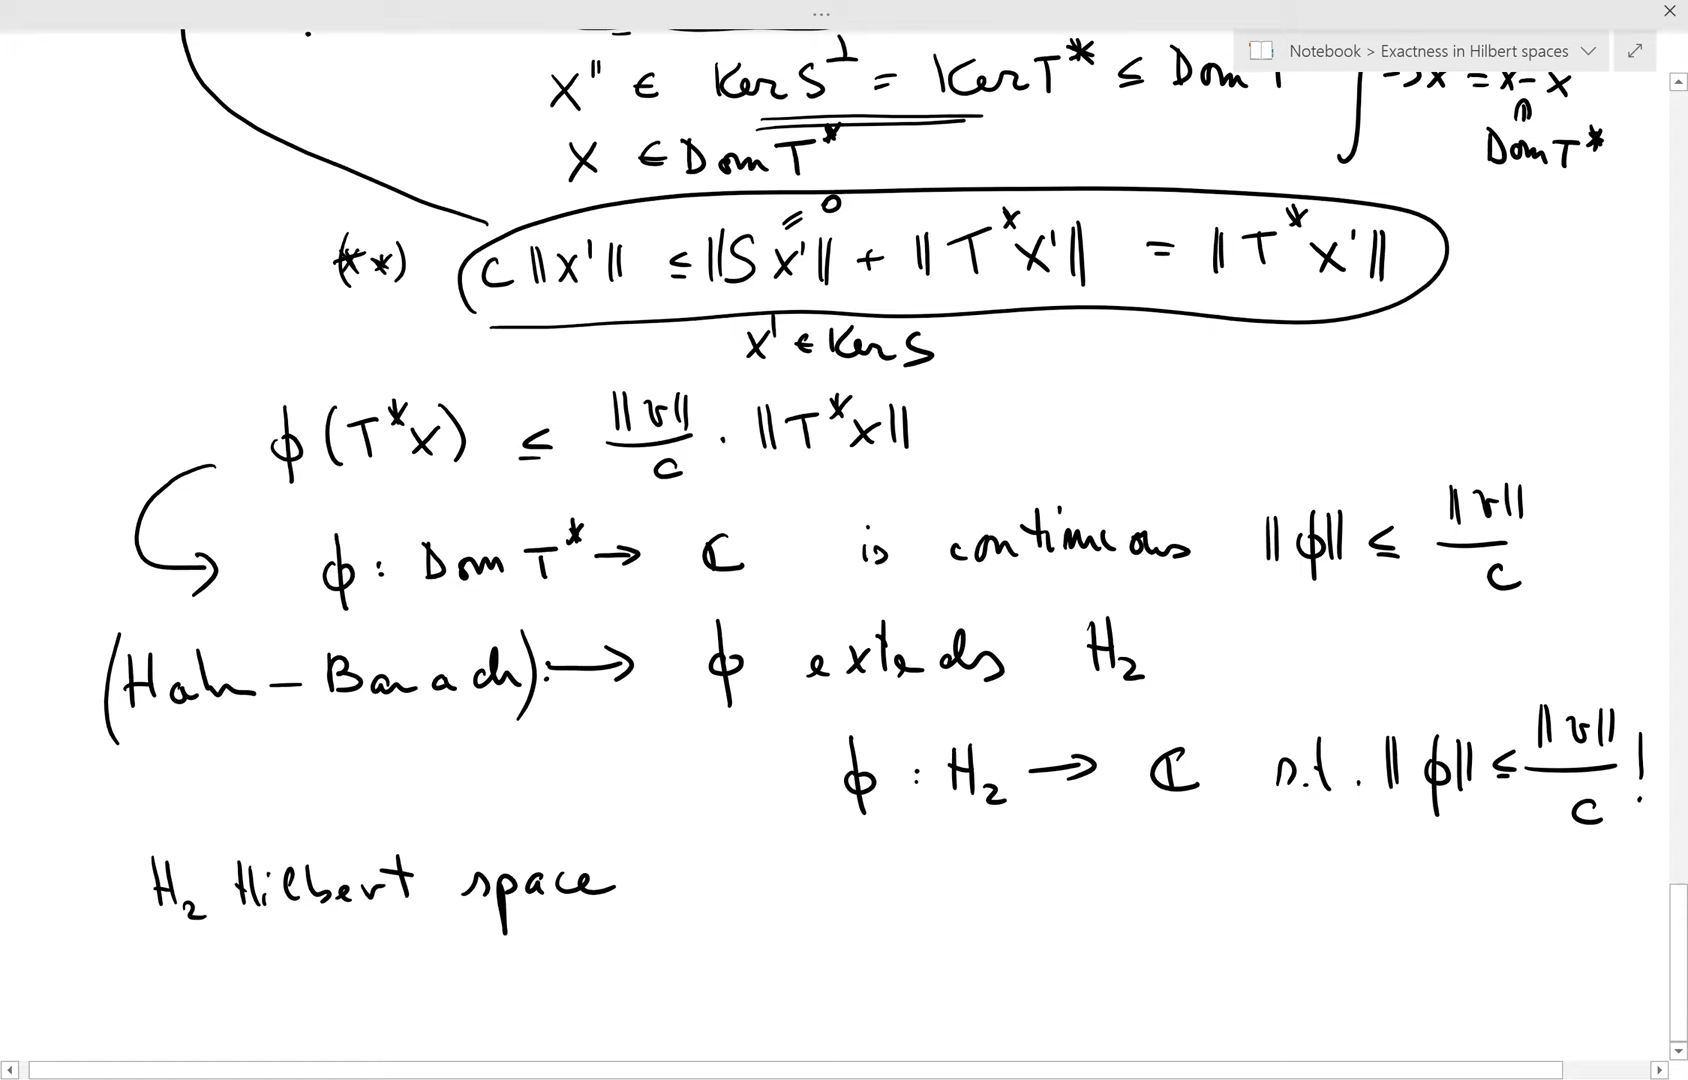 ...
Notebook > Exactness in Hilbert spaces
x'' ∈ Ker S^⊥ = Ker T* ≤ Dom T
⇒ x' = x - x
∩
x ∈ Dom T*
Dom T*
= 0
(**) c ||x'|| ≤ ||S x'|| + ||T* x'|| = ||T* x'||
x' ∈ Ker S
ϕ(T*x) ≤ ||v||/c · ||T*x||
ϕ : Dom T* → ℂ is continuous ||ϕ|| ≤ ||v||/c
(Hahn - Banach) → ϕ extends H₂
ϕ : H₂ → ℂ s.t. ||ϕ|| ≤ ||v||/c !
H₂ Hilbert space